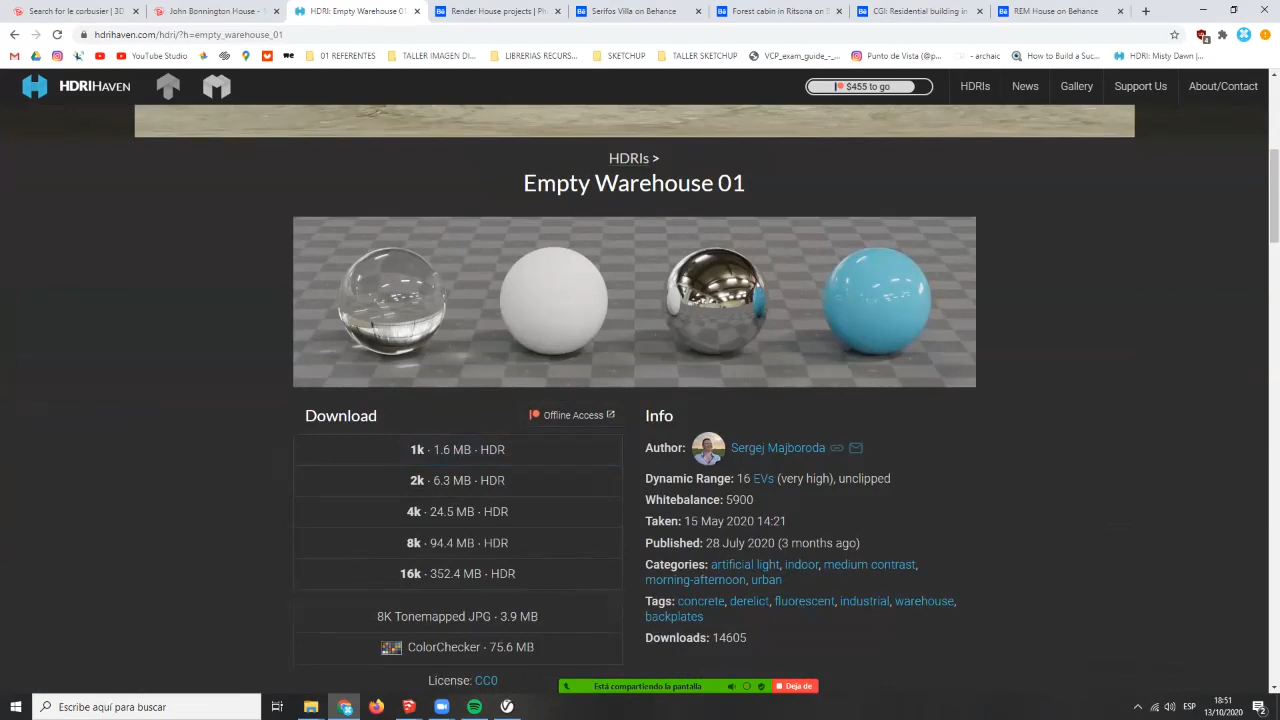 Search for le corbusier | 3D
John Bonnington House - 
HDRI: Empty Warehouse 01
Render House projects | Ph
Serifos Villa on Behance
Forest cabin in Ritsona on B
CGI: Residential building in
REM House on Behance
hdrihaven.com/hdri/?h=empty_warehouse_01
Aplicaciones
YouTube Studio
01 REFERENTES
TALLER IMAGEN DI...
LIBRERIAS RECURS...
SKETCHUP
TALLER SKETCHUP
VCP_exam_guide_-...
Punto de Vista (@p...
- archaic
How to Build a Suc...
HDRI: Misty Dawn |...
HDRIHAVEN
$455 to go
HDRIs
News
Gallery
Support Us
About/Contact
HDRIs >
Empty Warehouse 01
Download
Offline Access
1k · 1.6 MB · HDR
2k · 6.3 MB · HDR
4k · 24.5 MB · HDR
8k · 94.4 MB · HDR
16k · 352.4 MB · HDR
8K Tonemapped JPG · 3.9 MB
ColorChecker · 75.6 MB
License: CC0
Info
Author: Sergej Majboroda
Dynamic Range: 16 EVs (very high), unclipped
Whitebalance: 5900
Taken: 15 May 2020 14:21
Published: 28 July 2020 (3 months ago)
Categories: artificial light, indoor, medium contrast,
morning-afternoon, urban
Tags: concrete, derelict, fluorescent, industrial, warehouse,
backplates
Downloads: 14605
Está compartiendo la pantalla
Deja de
Escribe aquí para buscar
ESP
18:51
13/10/2020